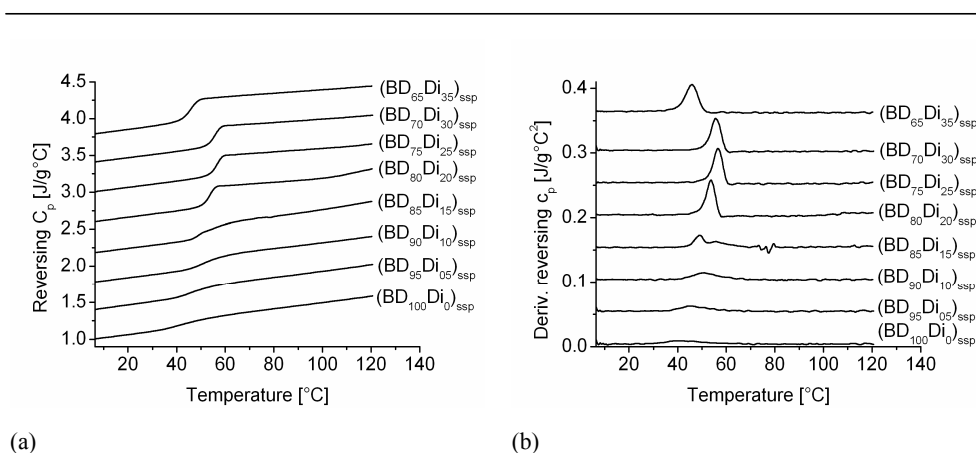 4.5
4.0
3.5
3.0
2.5
2.0
1.5
1.0
Reversing Cₚ [J/g°C]
20 40 60 80 100 120 140
Temperature [°C]
(BD₆₅Di₃₅)ₛₛₚ
(BD₇₀Di₃₀)ₛₛₚ
(BD₇₅Di₂₅)ₛₛₚ
(BD₈₀Di₂₀)ₛₛₚ
(BD₈₅Di₁₅)ₛₛₚ
(BD₉₀Di₁₀)ₛₛₚ
(BD₉₅Di₀₅)ₛₛₚ
(BD₁₀₀Di₀)ₛₛₚ
(a)
0.4
0.3
0.2
0.1
0.0
Deriv. reversing cₚ [J/g°C²]
20 40 60 80 100 120 140
Temperature [°C]
(BD₆₅Di₃₅)ₛₛₚ
(BD₇₀Di₃₀)ₛₛₚ
(BD₇₅Di₂₅)ₛₛₚ
(BD₈₀Di₂₀)ₛₛₚ
(BD₈₅Di₁₅)ₛₛₚ
(BD₉₀Di₁₀)ₛₛₚ
(BD₉₅Di₀₅)ₛₛₚ
(BD₁₀₀Di₀)ₛₛₚ
(b)